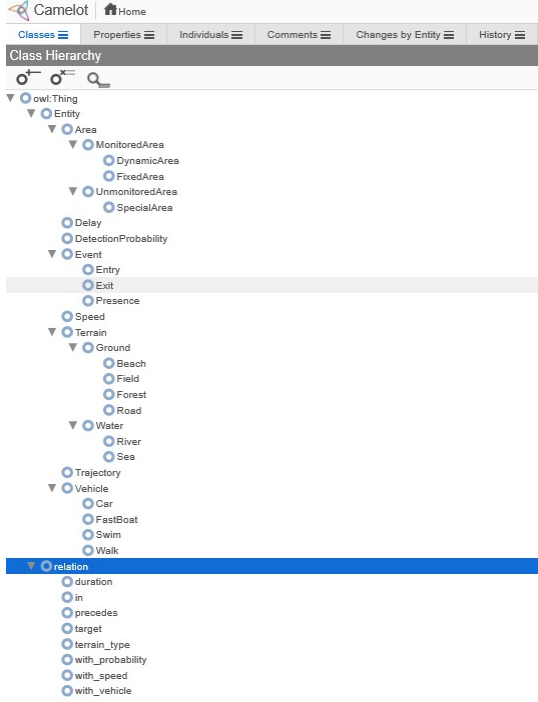 Camelot Home
Classes Properties Individuals Comments Changes by Entity History
Class Hierarchy
owl:Thing
Entity
Area
MonitoredArea
DynamicArea
FixedArea
UnmonitoredArea
SpecialArea
Delay
DetectionProbability
Event
Entry
Exit
Presence
Speed
Terrain
Ground
Beach
Field
Forest
Road
Water
River
Sea
Trajectory
Vehicle
Car
FastBoat
Swim
Walk
relation
duration
in
precedes
target
terrain_type
with_probability
with_speed
with_vehicle